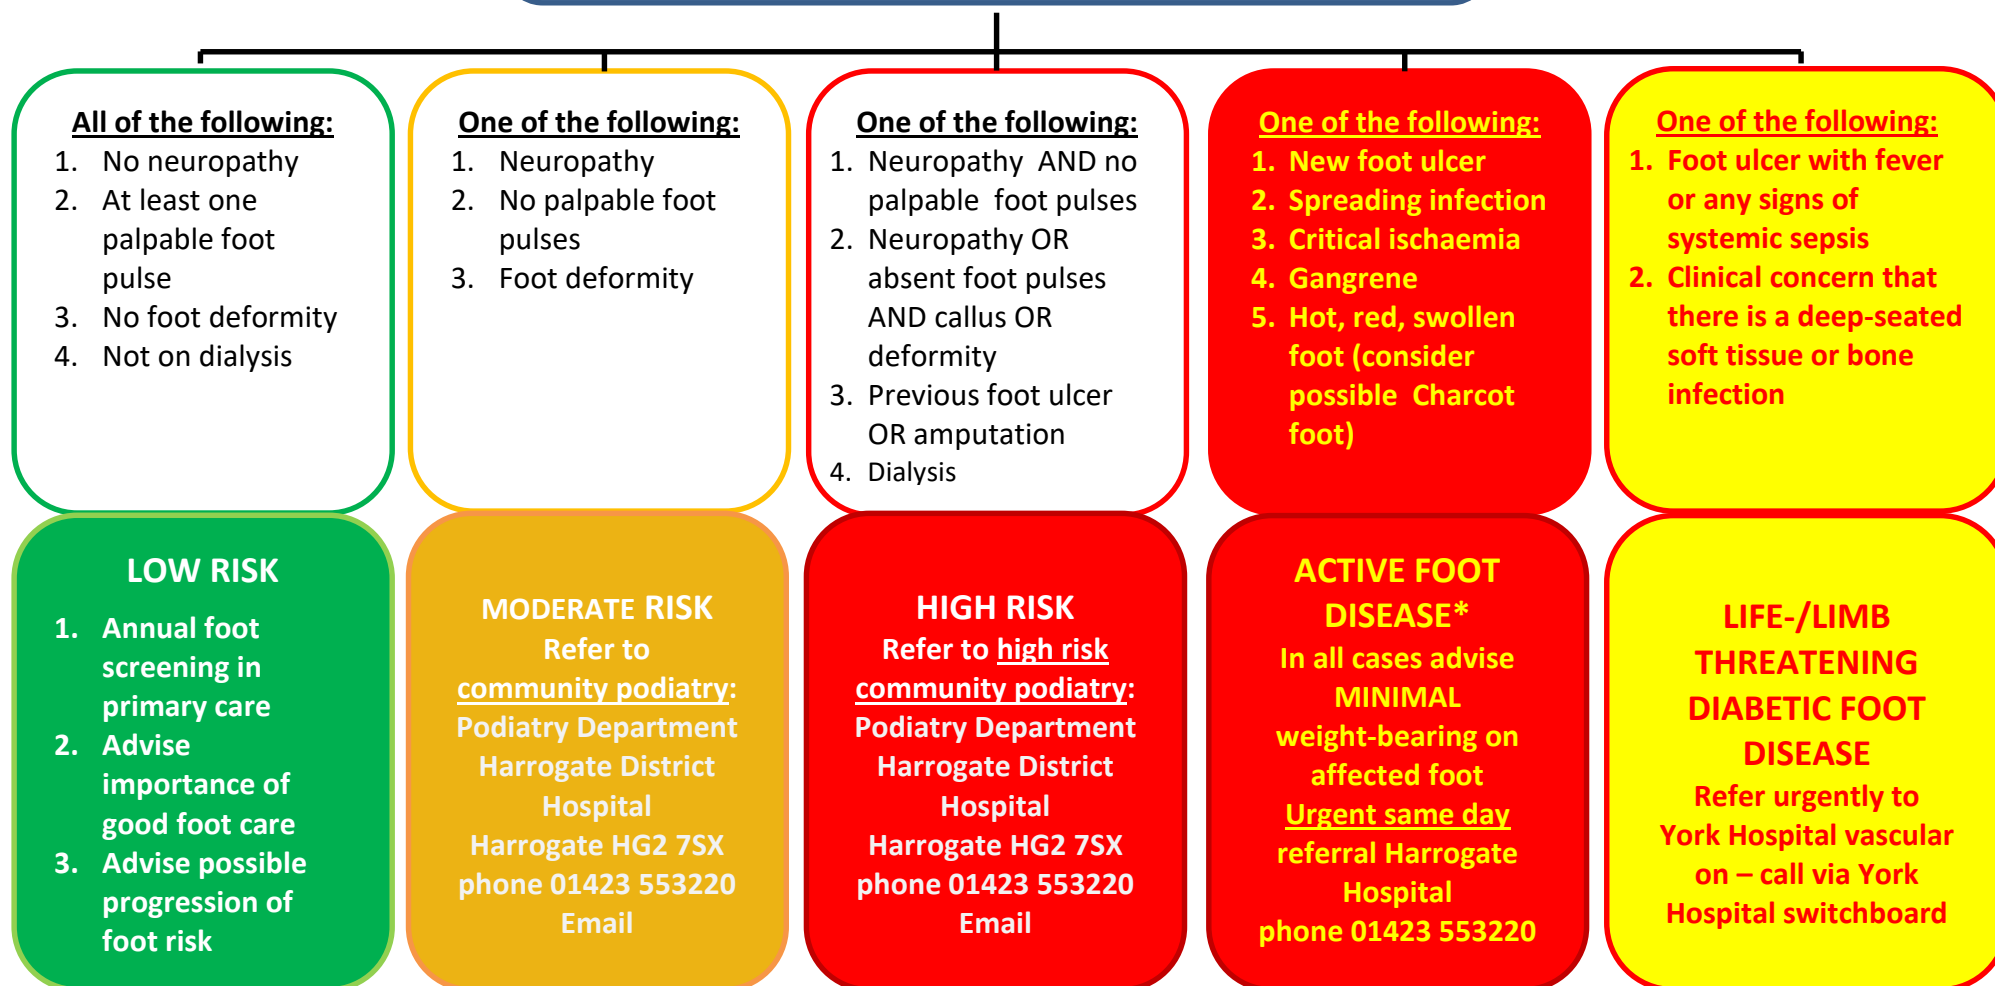 All of the following:
1. No neuropathy
2. At least one
palpable foot
pulse
3. No foot deformity
4. Not on dialysis
One of the following:
1. Neuropathy
2. No palpable foot
pulses
3. Foot deformity
One of the following:
1. Neuropathy AND no
palpable foot pulses
2. Neuropathy OR
absent foot pulses
AND callus OR
deformity
3. Previous foot ulcer
OR amputation
4. Dialysis
One of the following:
1. New foot ulcer
2. Spreading infection
3. Critical ischaemia
4. Gangrene
5. Hot, red, swollen
foot (consider
possible Charcot
foot)
One of the following:
1. Foot ulcer with fever
or any signs of
systemic sepsis
2. Clinical concern that
there is a deep-seated
soft tissue or bone
infection
LOW RISK
1. Annual foot
screening in
primary care
2. Advise
importance of
good foot care
3. Advise possible
progression of
foot risk
MODERATE RISK
Refer to
community podiatry:
Podiatry Department
Harrogate District
Hospital
Harrogate HG2 7SX
phone 01423 553220
Email
HIGH RISK
Refer to high risk
community podiatry:
Podiatry Department
Harrogate District
Hospital
Harrogate HG2 7SX
phone 01423 553220
Email
ACTIVE FOOT
DISEASE*
In all cases advise
MINIMAL
weight-bearing on
affected foot
Urgent same day
referral Harrogate
Hospital
phone 01423 553220
LIFE-/LIMB
THREATENING
DIABETIC FOOT
DISEASE
Refer urgently to
York Hospital vascular
on – call via York
Hospital switchboard